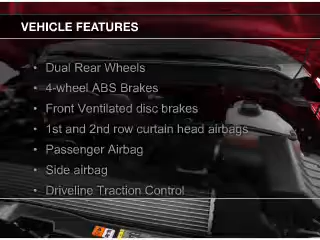 VEHICLE FEATURES
• Dual Rear Wheels
• 4-wheel ABS Brakes
• Front Ventilated disc brakes
• 1st and 2nd row curtain head airbags
• Passenger Airbag
• Side airbag
• Driveline Traction Control